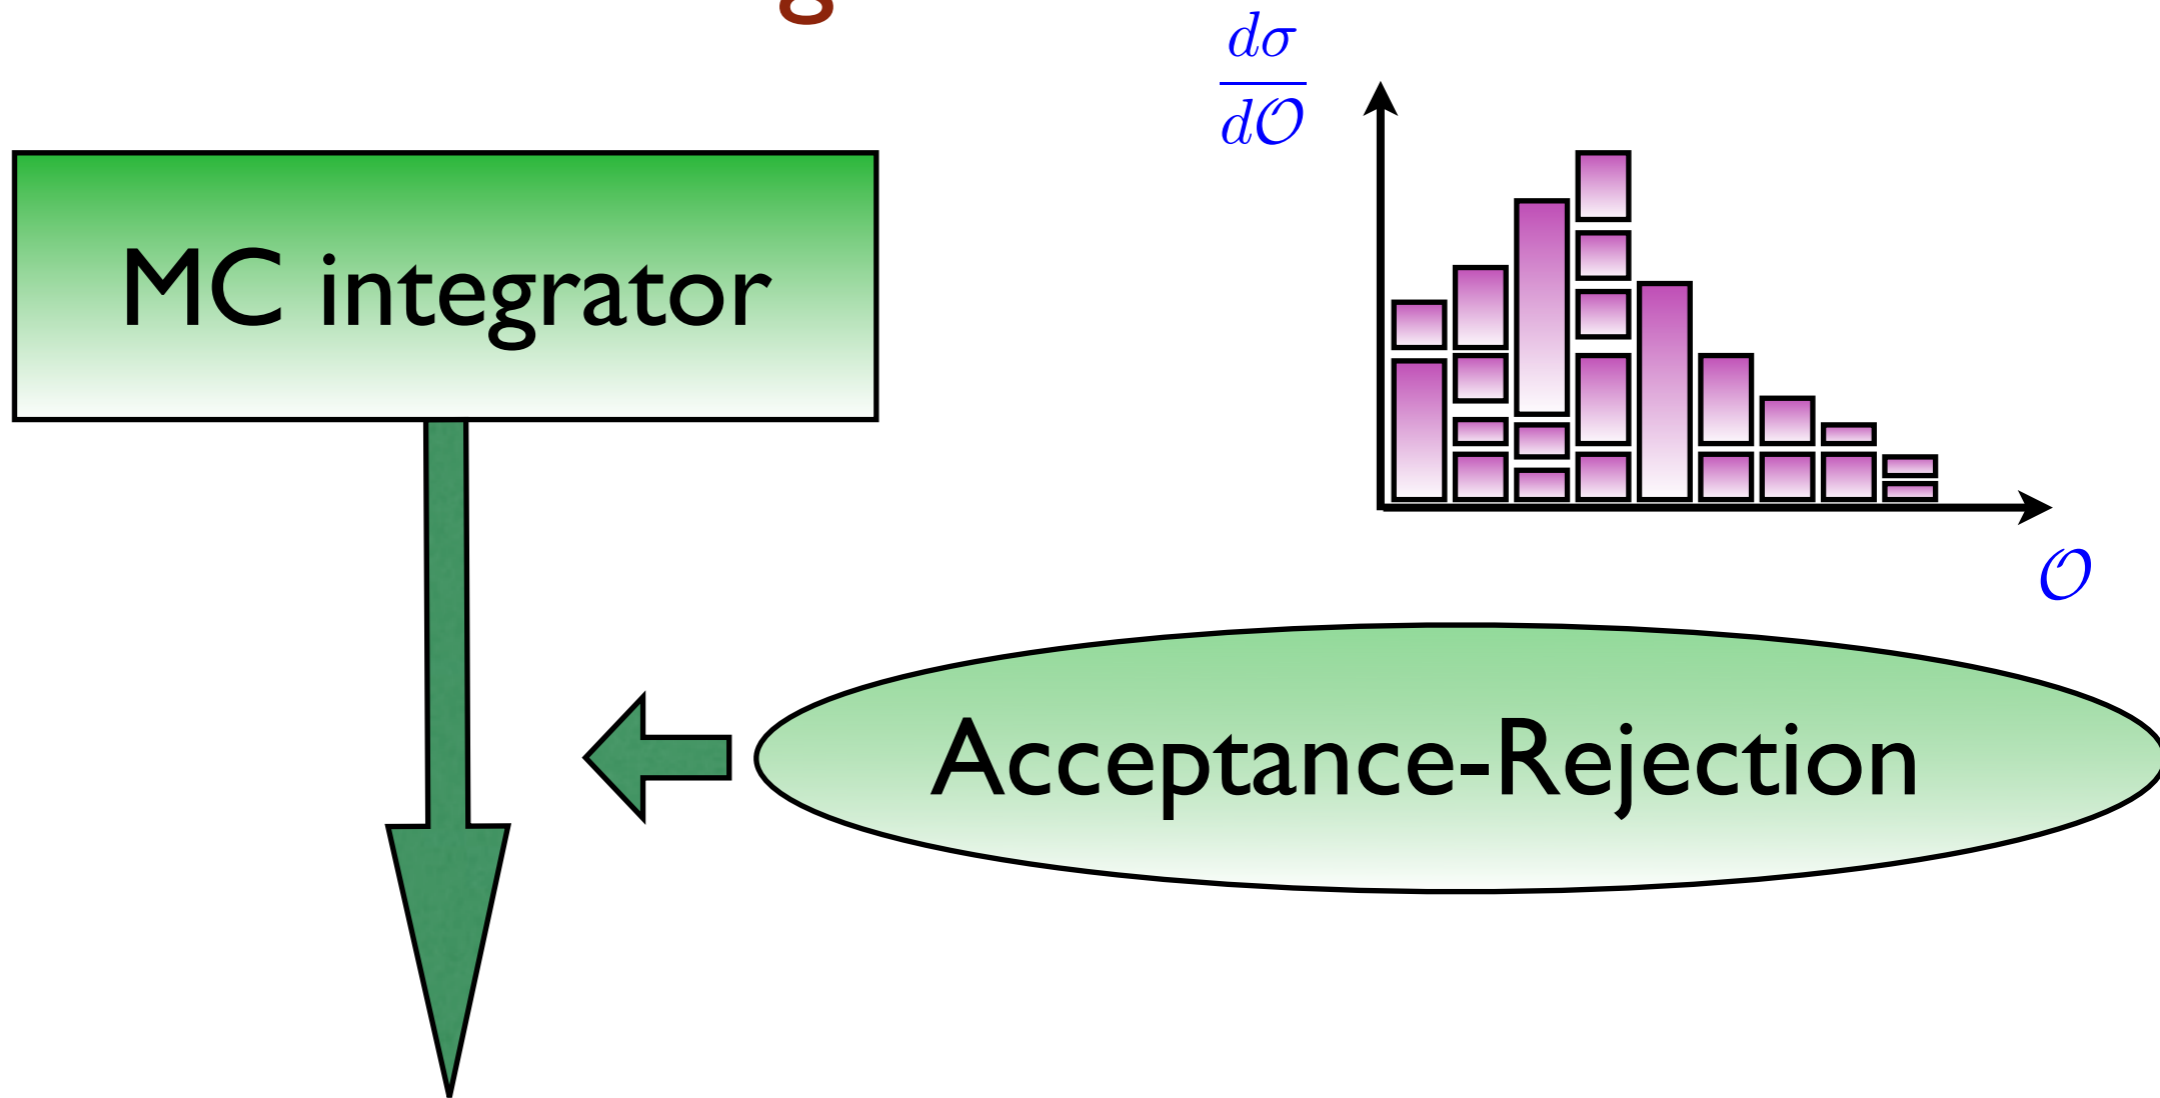 MC integrator
dσ
d𝒪
𝒪
Acceptance-Rejection